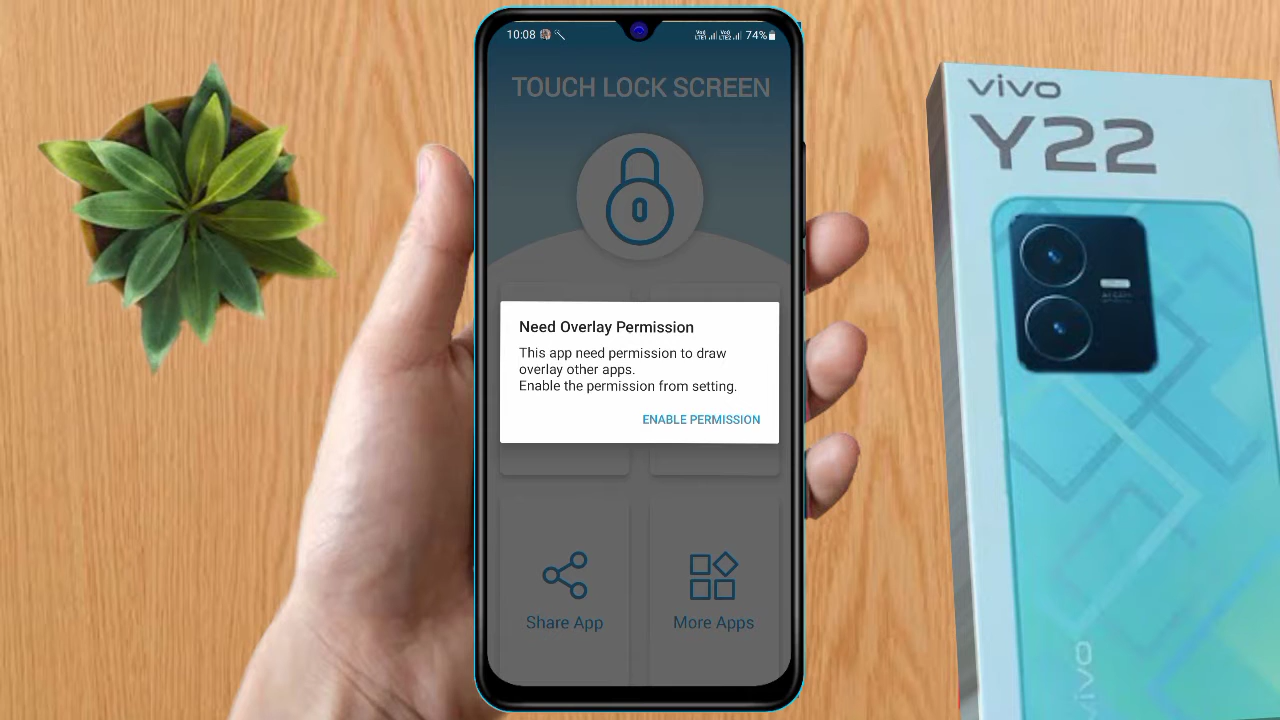 10:08
74%
TOUCH LOCK SCREEN
Need Overlay Permission
This app need permission to draw
overlay other apps.
Enable the permission from setting.
ENABLE PERMISSION
Share App
More Apps
vivo
Y22
vivo